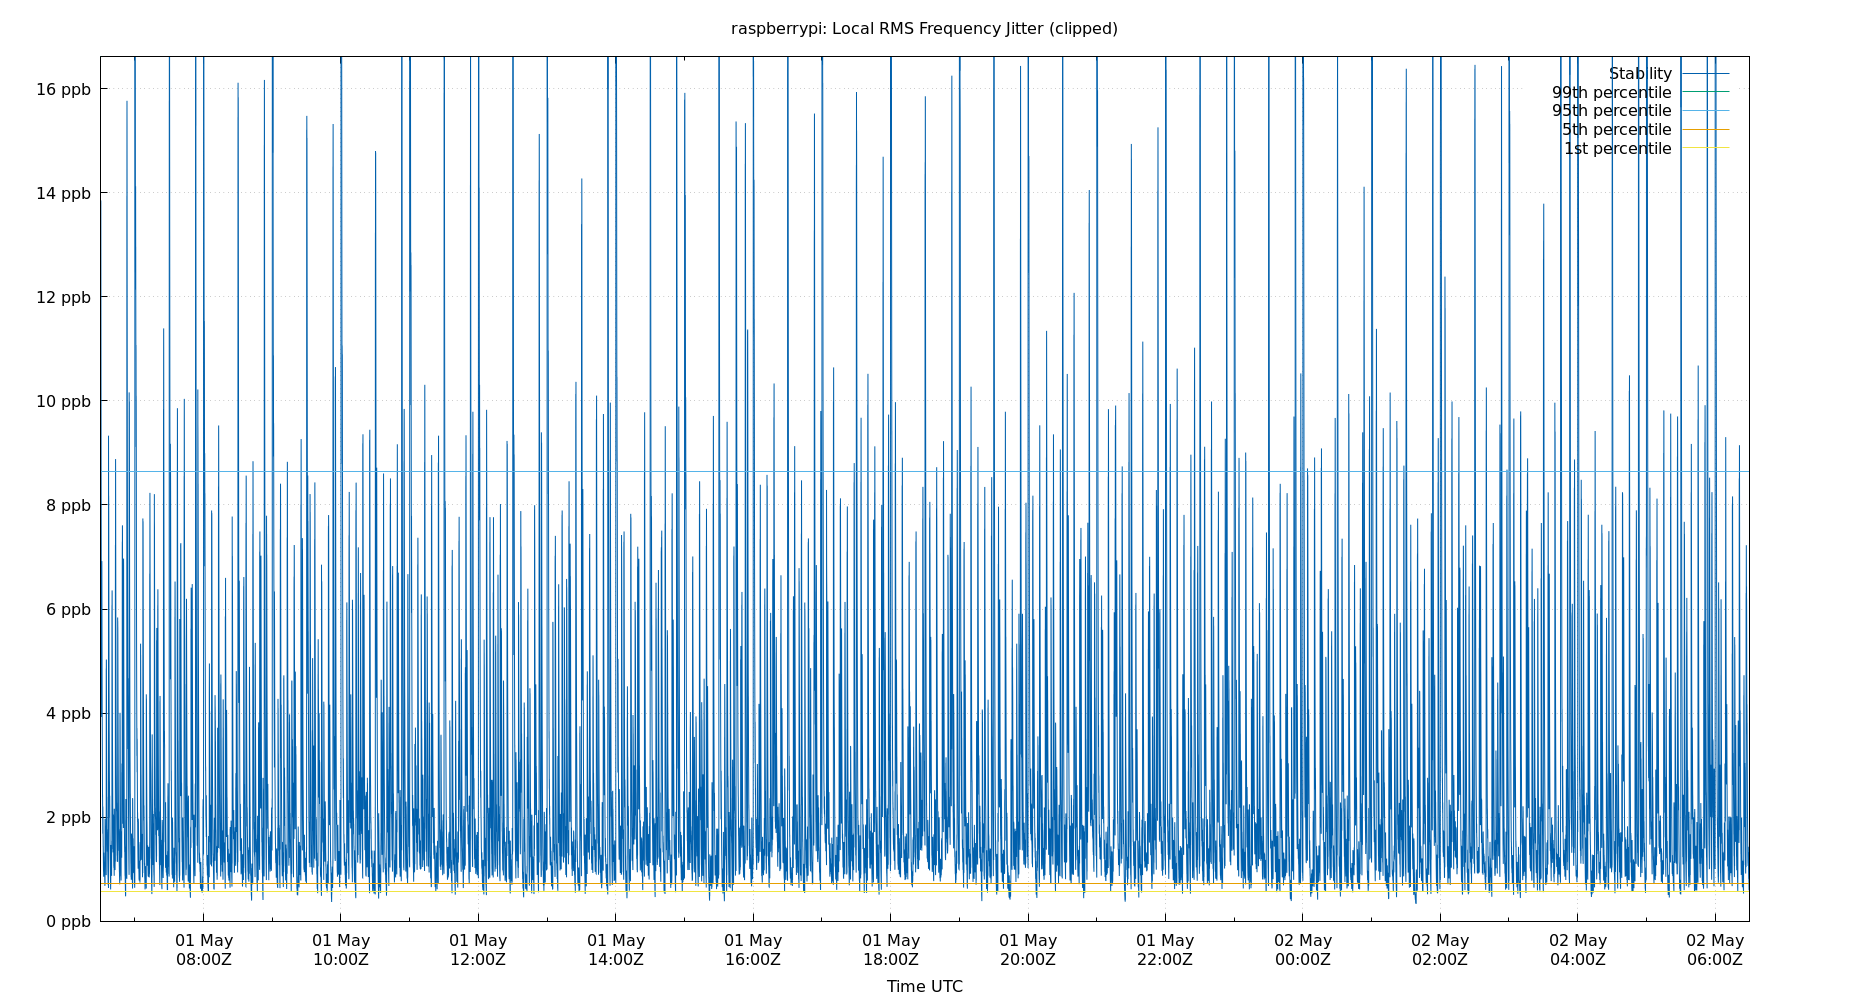 raspberrypi: Local RMS Frequency Jitter (clipped)
Stability
99th percentile
95th percentile
5th percentile
1st percentile
16 ppb
14 ppb
12 ppb
10 ppb
8 ppb
6 ppb
4 ppb
2 ppb
0 ppb
01 May 01 May 01 May 01 May 01 May 01 May 01 May 01 May 02 May 02 May 02 May 02 May
08:00Z 10:00Z 12:00Z 14:00Z 16:00Z 18:00Z 20:00Z 22:00Z 00:00Z 02:00Z 04:00Z 06:00Z
Time UTC